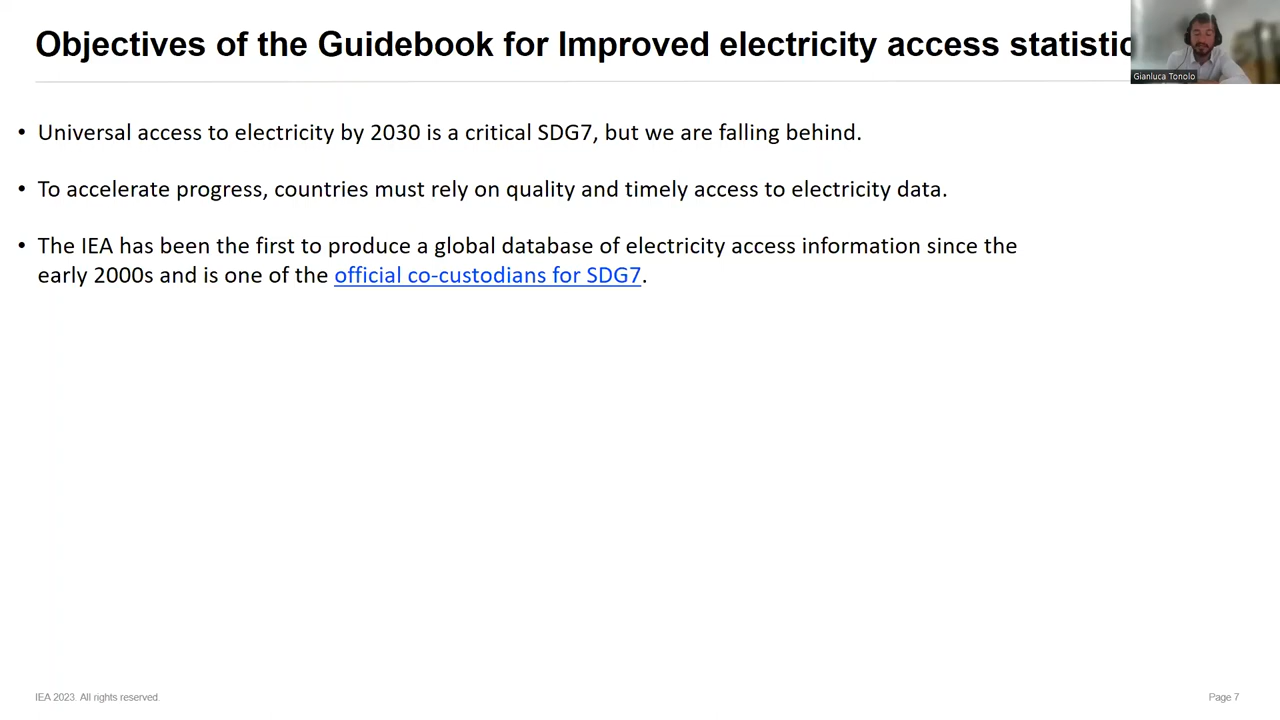 Objectives of the Guidebook for Improved electricity access statistic
Gianluca Tonolo
• Universal access to electricity by 2030 is a critical SDG7, but we are falling behind.
• To accelerate progress, countries must rely on quality and timely access to electricity data.
• The IEA has been the first to produce a global database of electricity access information since the
early 2000s and is one of the official co-custodians for SDG7.
IEA 2023. All rights reserved.
Page 7